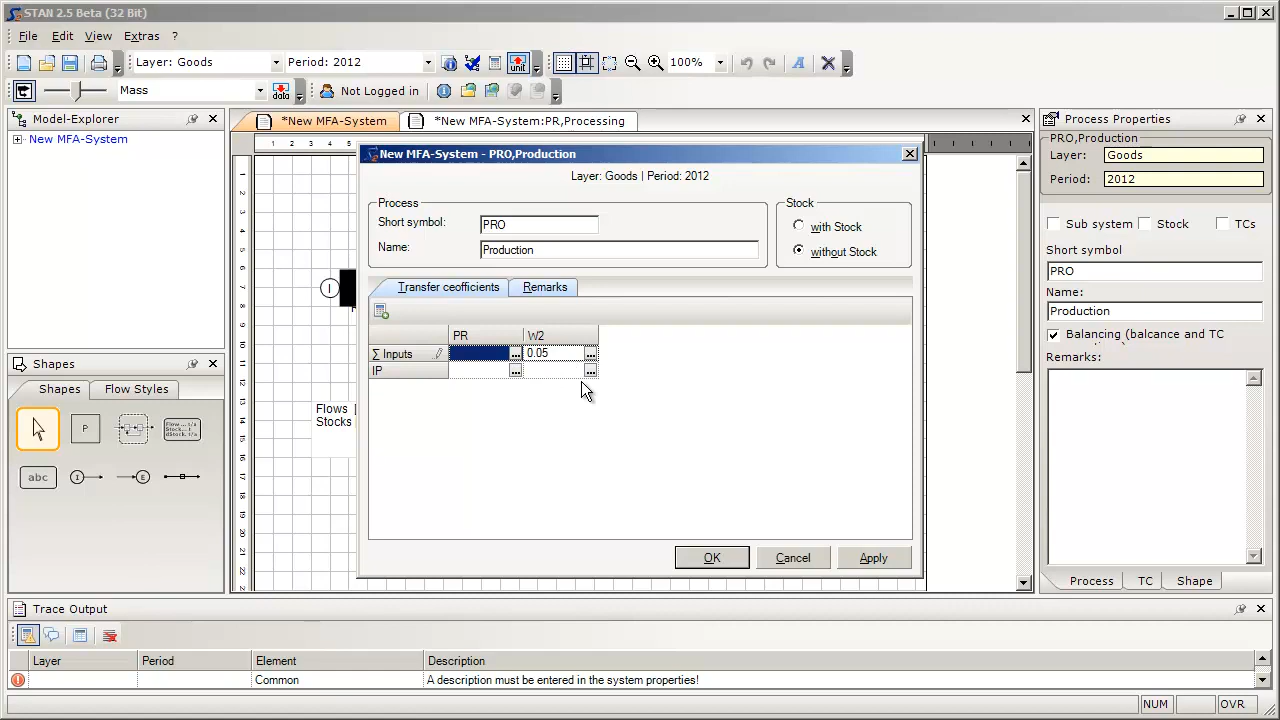 STAN 2.5 Beta (32 Bit)
File Edit View Extras ?
Layer: Goods Period: 2012 100%
Mass data Not Logged in
Model-Explorer
New MFA-System
*New MFA-System *New MFA-System:PR,Processing
New MFA-System - PRO,Production
Layer: Goods | Period: 2012
Process
Short symbol: PRO
Name: Production
Stock
with Stock
without Stock
Transfer ceofficients Remarks
PR W2
Σ Inputs 0.05
IP
OK Cancel Apply
Flows
Stocks
Shapes
Shapes Flow Styles
P
abc I E
Process Properties
PRO,Production
Layer: Goods
Period: 2012
Sub system Stock TCs
Short symbol
PRO
Name:
Production
Balancing (balcance and TC
Remarks:
Process TC Shape
Trace Output
Layer Period Element Description
Common A description must be entered in the system properties!
NUM OVR